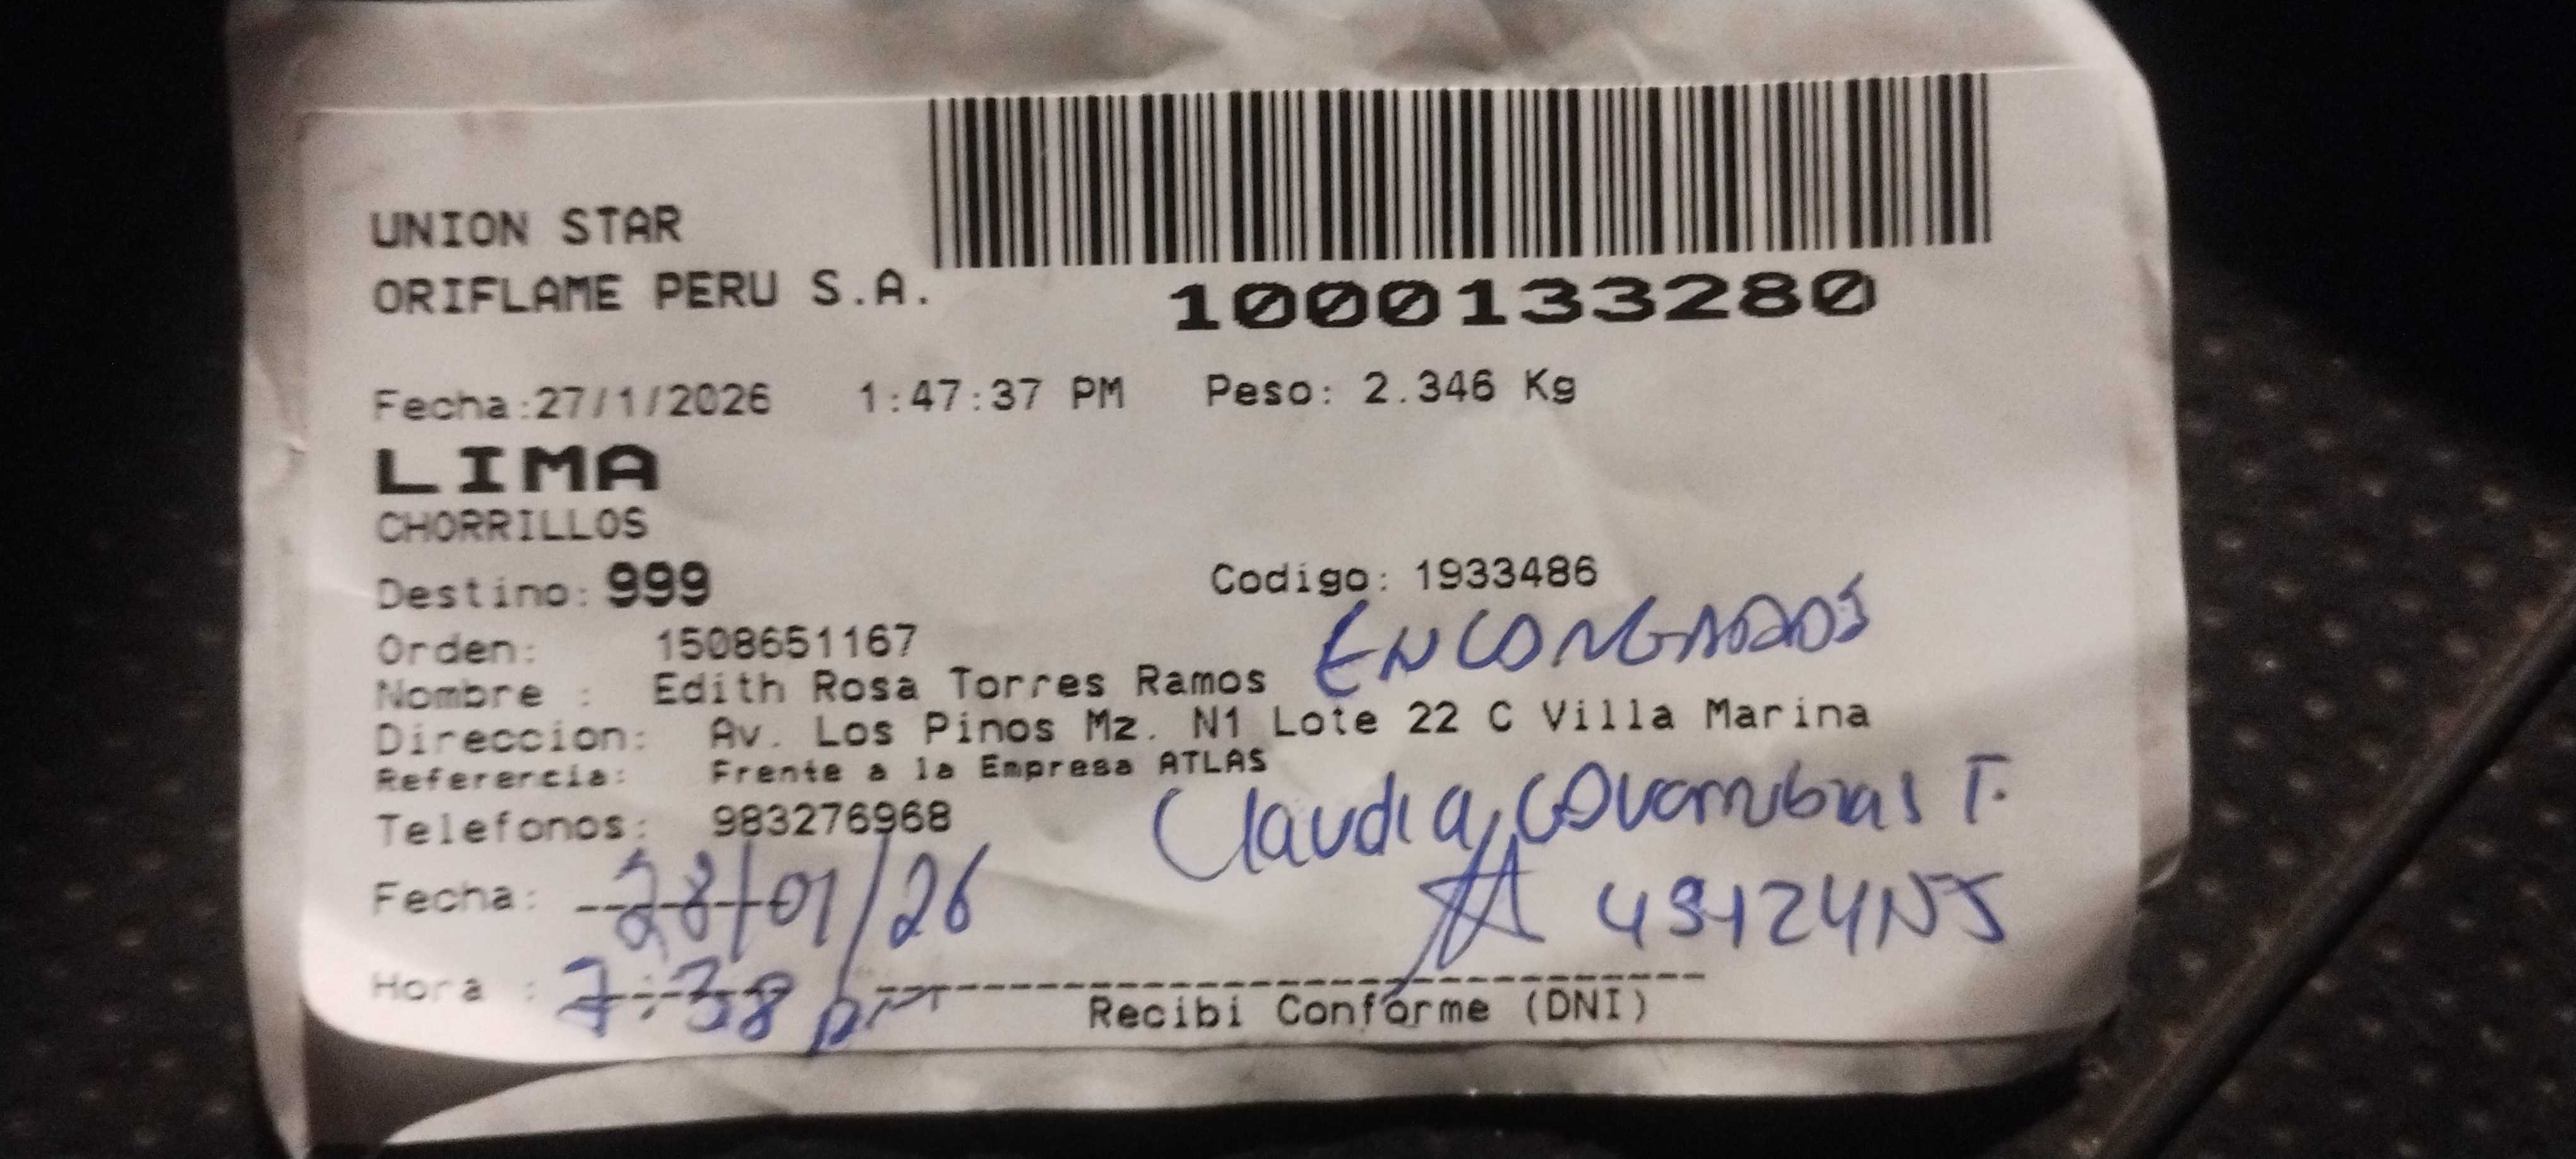 UNION STAR
ORIFLAME PERU S.A.
1000133280
Fecha:27/1/2026 1:47:37 PM Peso: 2.346 Kg
LIMA
CHORRILLOS
Destino: 999 Codigo: 1933486
Orden: 1508651167
Nombre : Edith Rosa Torres Ramos
Direccion: Av. Los Pinos Mz. N1 Lote 22 C Villa Marina
Referencia: Frente a la Empresa ATLAS
Telefonos: 983276968
Claudia Covarrubias T.
Fecha: 28/01/26
Hora : 7:38 pm
Recibi Conforme (DNI)